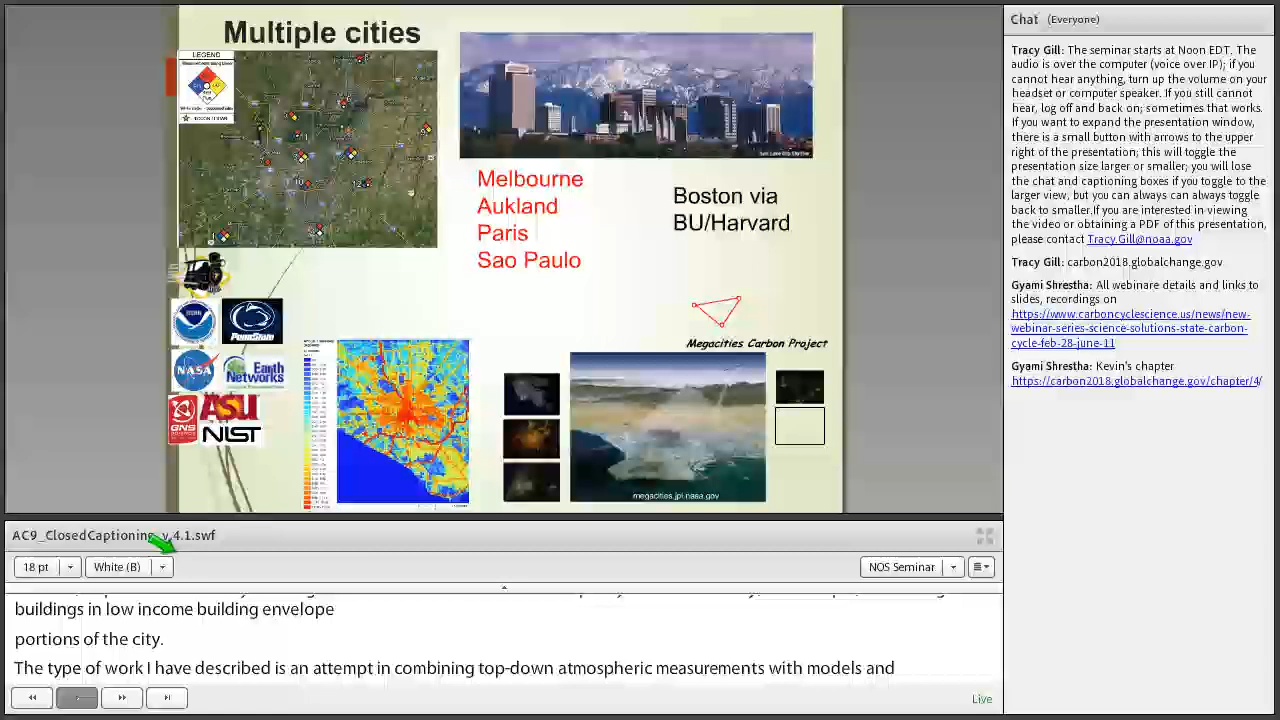 Multiple cities
LEGEND
Salt Lake City Skyline
Melbourne
Aukland
Paris
Sao Paulo
Boston via
BU/Harvard
Megacities Carbon Project
megacities.jpl.nasa.gov
NOAA
PennState
NASA
Earth
Networks
GNS
SCIENCE
ASU
NIST
AC9_ClosedCaptioning_v.4.1.swf
18 pt
White (B)
NOS Seminar
buildings in low income building envelope
portions of the city.
The type of work I have described is an attempt in combining top-down atmospheric measurements with models and
Live
Chat (Everyone)
Tracy Gill: The seminar starts at Noon EDT. The
audio is over the computer (voice over IP); if you
cannot hear anything, turn up the volume on your
headset or computer speaker. If you still cannot
hear, log off and back on; sometimes that works.
If you want to expand the presentation window,
there is a small button with arrows to the upper
right of the presentation; this will toggle the
presentation size larger or smaller; you will lose
the chat and captioning boxes if you toggle to the
larger view, but you can always can always toggle
back to smaller.If you are interested in viewing
the video or obtaining a PDF of this presentation,
please contact Tracy.Gill@noaa.gov
Tracy Gill: carbon2018.globalchange.gov
Gyami Shrestha: All webinare details and links to
slides, recordings on
https://www.carboncyclescience.us/news/new-
webinar-series-science-solutions-state-carbon-
cycle-feb-28-june-11
Gyami Shrestha: Kevin's chapter
https://carbon2018.globalchange.gov/chapter/4/